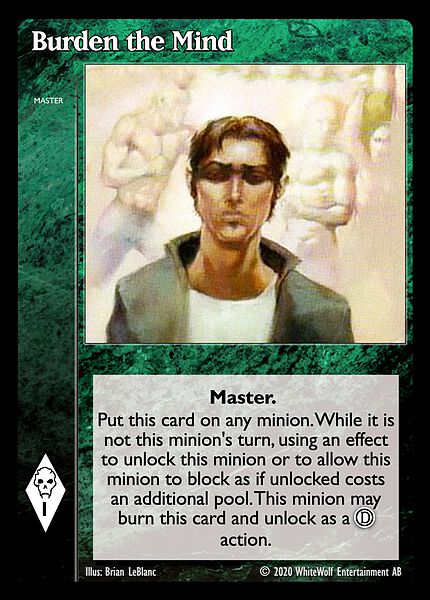 Burden the Mind
MASTER
Master.
Put this card on any minion. While it is
not this minion's turn, using an effect
to unlock this minion or to allow this
minion to block as if unlocked costs
an additional pool. This minion may
burn this card and unlock as a Ⓓ
action.
I
Illus: Brian LeBlanc © 2020 WhiteWolf Entertainment AB